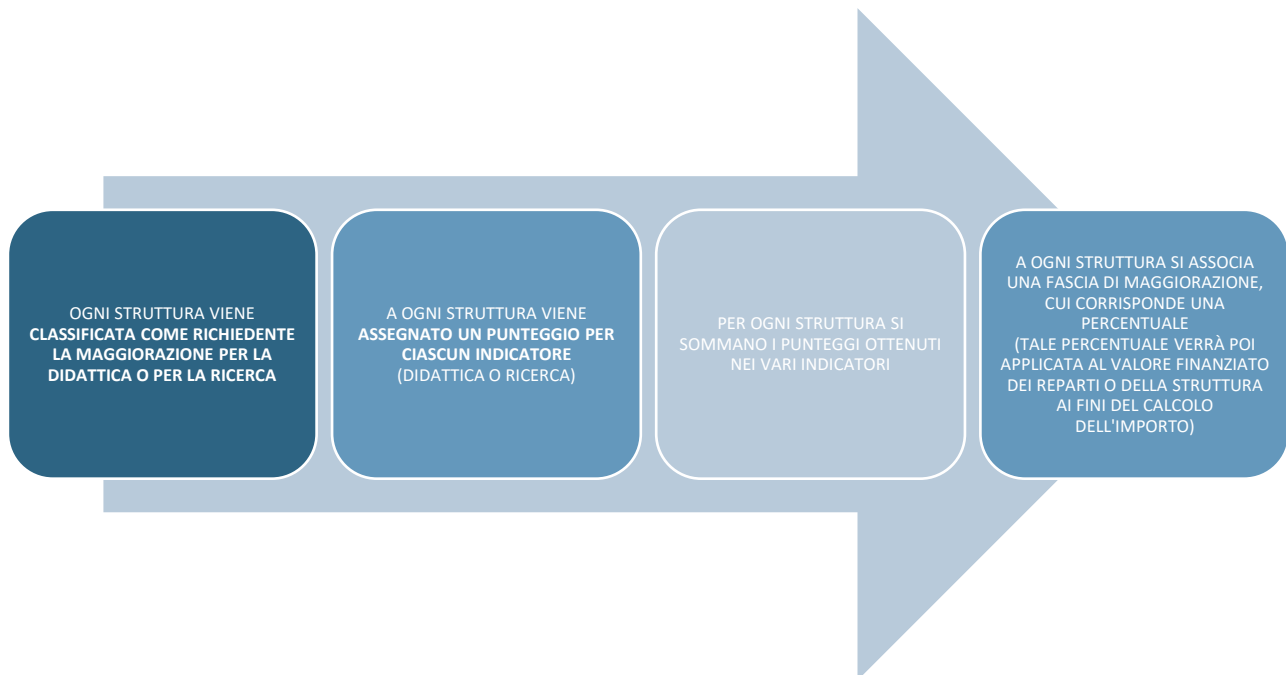 OGNI STRUTTURA VIENE
CLASSIFICATA COME RICHIEDENTE
LA MAGGIORAZIONE PER LA
DIDATTICA O PER LA RICERCA
A OGNI STRUTTURA VIENE
ASSEGNATO UN PUNTEGGIO PER
CIASCUN INDICATORE
(DIDATTICA O RICERCA)
PER OGNI STRUTTURA SI
SOMMANO I PUNTEGGI OTTENUTI
NEI VARI INDICATORI
A OGNI STRUTTURA SI ASSOCIA
UNA FASCIA DI MAGGIORAZIONE,
CUI CORRISPONDE UNA
PERCENTUALE
(TALE PERCENTUALE VERRÀ POI
APPLICATA AL VALORE FINANZIATO
DEI REPARTI O DELLA STRUTTURA
AI FINI DEL CALCOLO
DELL'IMPORTO)